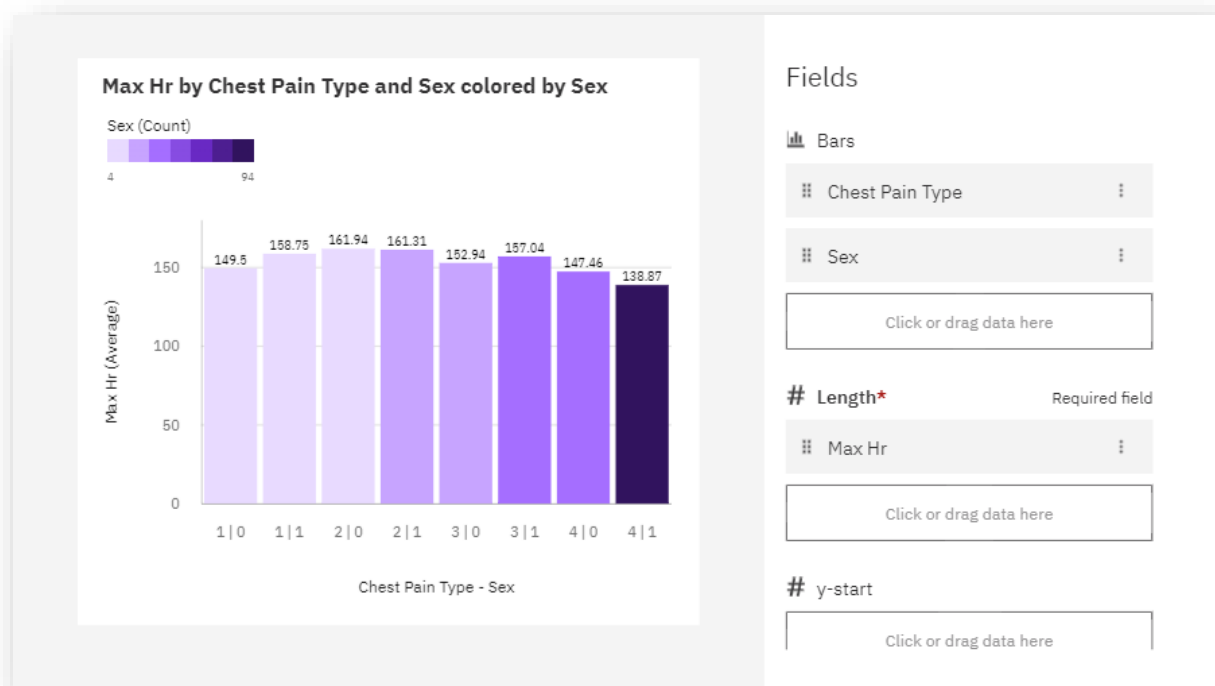 Max Hr by Chest Pain Type and Sex colored by Sex
Sex (Count)
4 94
161.94 161.31
158.75 157.04
149.5 152.94 147.46
138.87
150
100
50
0
Max Hr (Average)
1|0 1|1 2|0 2|1 3|0 3|1 4|0 4|1
Chest Pain Type - Sex
Fields
Bars
Chest Pain Type
Sex
Click or drag data here
# Length* Required field
Max Hr
Click or drag data here
# y-start
Click or drag data here